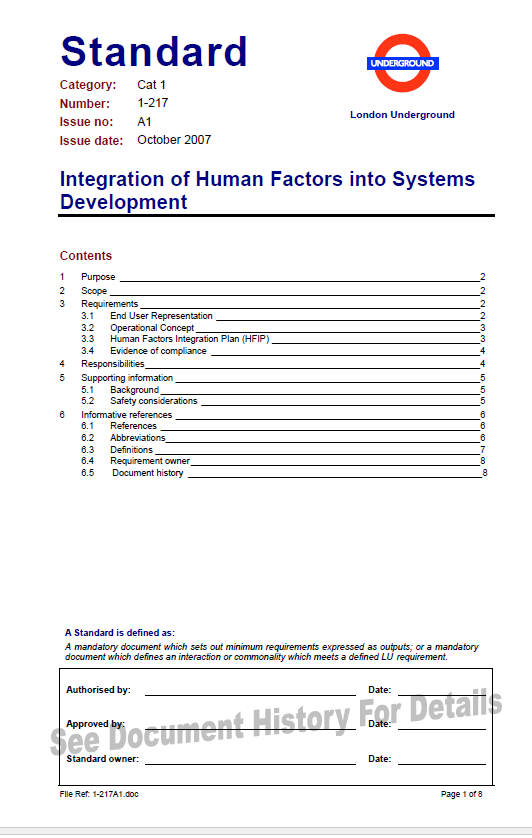 Standard
UNDERGROUND
London Underground
Category: Cat 1
Number: 1-217
Issue no: A1
Issue date: October 2007
Integration of Human Factors into Systems
Development
Contents
1 Purpose 2
2 Scope 2
3 Requirements 2
3.1 End User Representation 2
3.2 Operational Concept 3
3.3 Human Factors Integration Plan (HFIP) 3
3.4 Evidence of compliance 4
4 Responsibilities 4
5 Supporting information 5
5.1 Background 5
5.2 Safety considerations 5
6 Informative references 6
6.1 References 6
6.2 Abbreviations 6
6.3 Definitions 7
6.4 Requirement owner 8
6.5 Document history 8
A Standard is defined as:
A mandatory document which sets out minimum requirements expressed as outputs; or a mandatory
document which defines an interaction or commonality which meets a defined LU requirement.
Authorised by: Date:
Approved by: Date:
See Document History For Details
Standard owner: Date:
File Ref: 1-217A1.doc Page 1 of 8